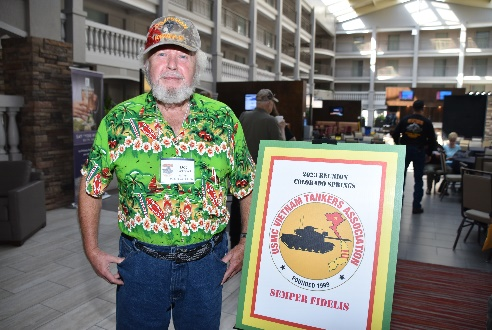 2023 REUNION
COLORADO SPRINGS
USMC VIETNAM TANKERS ASSOCIATION
FOUNDED 1999
SEMPER FIDELIS